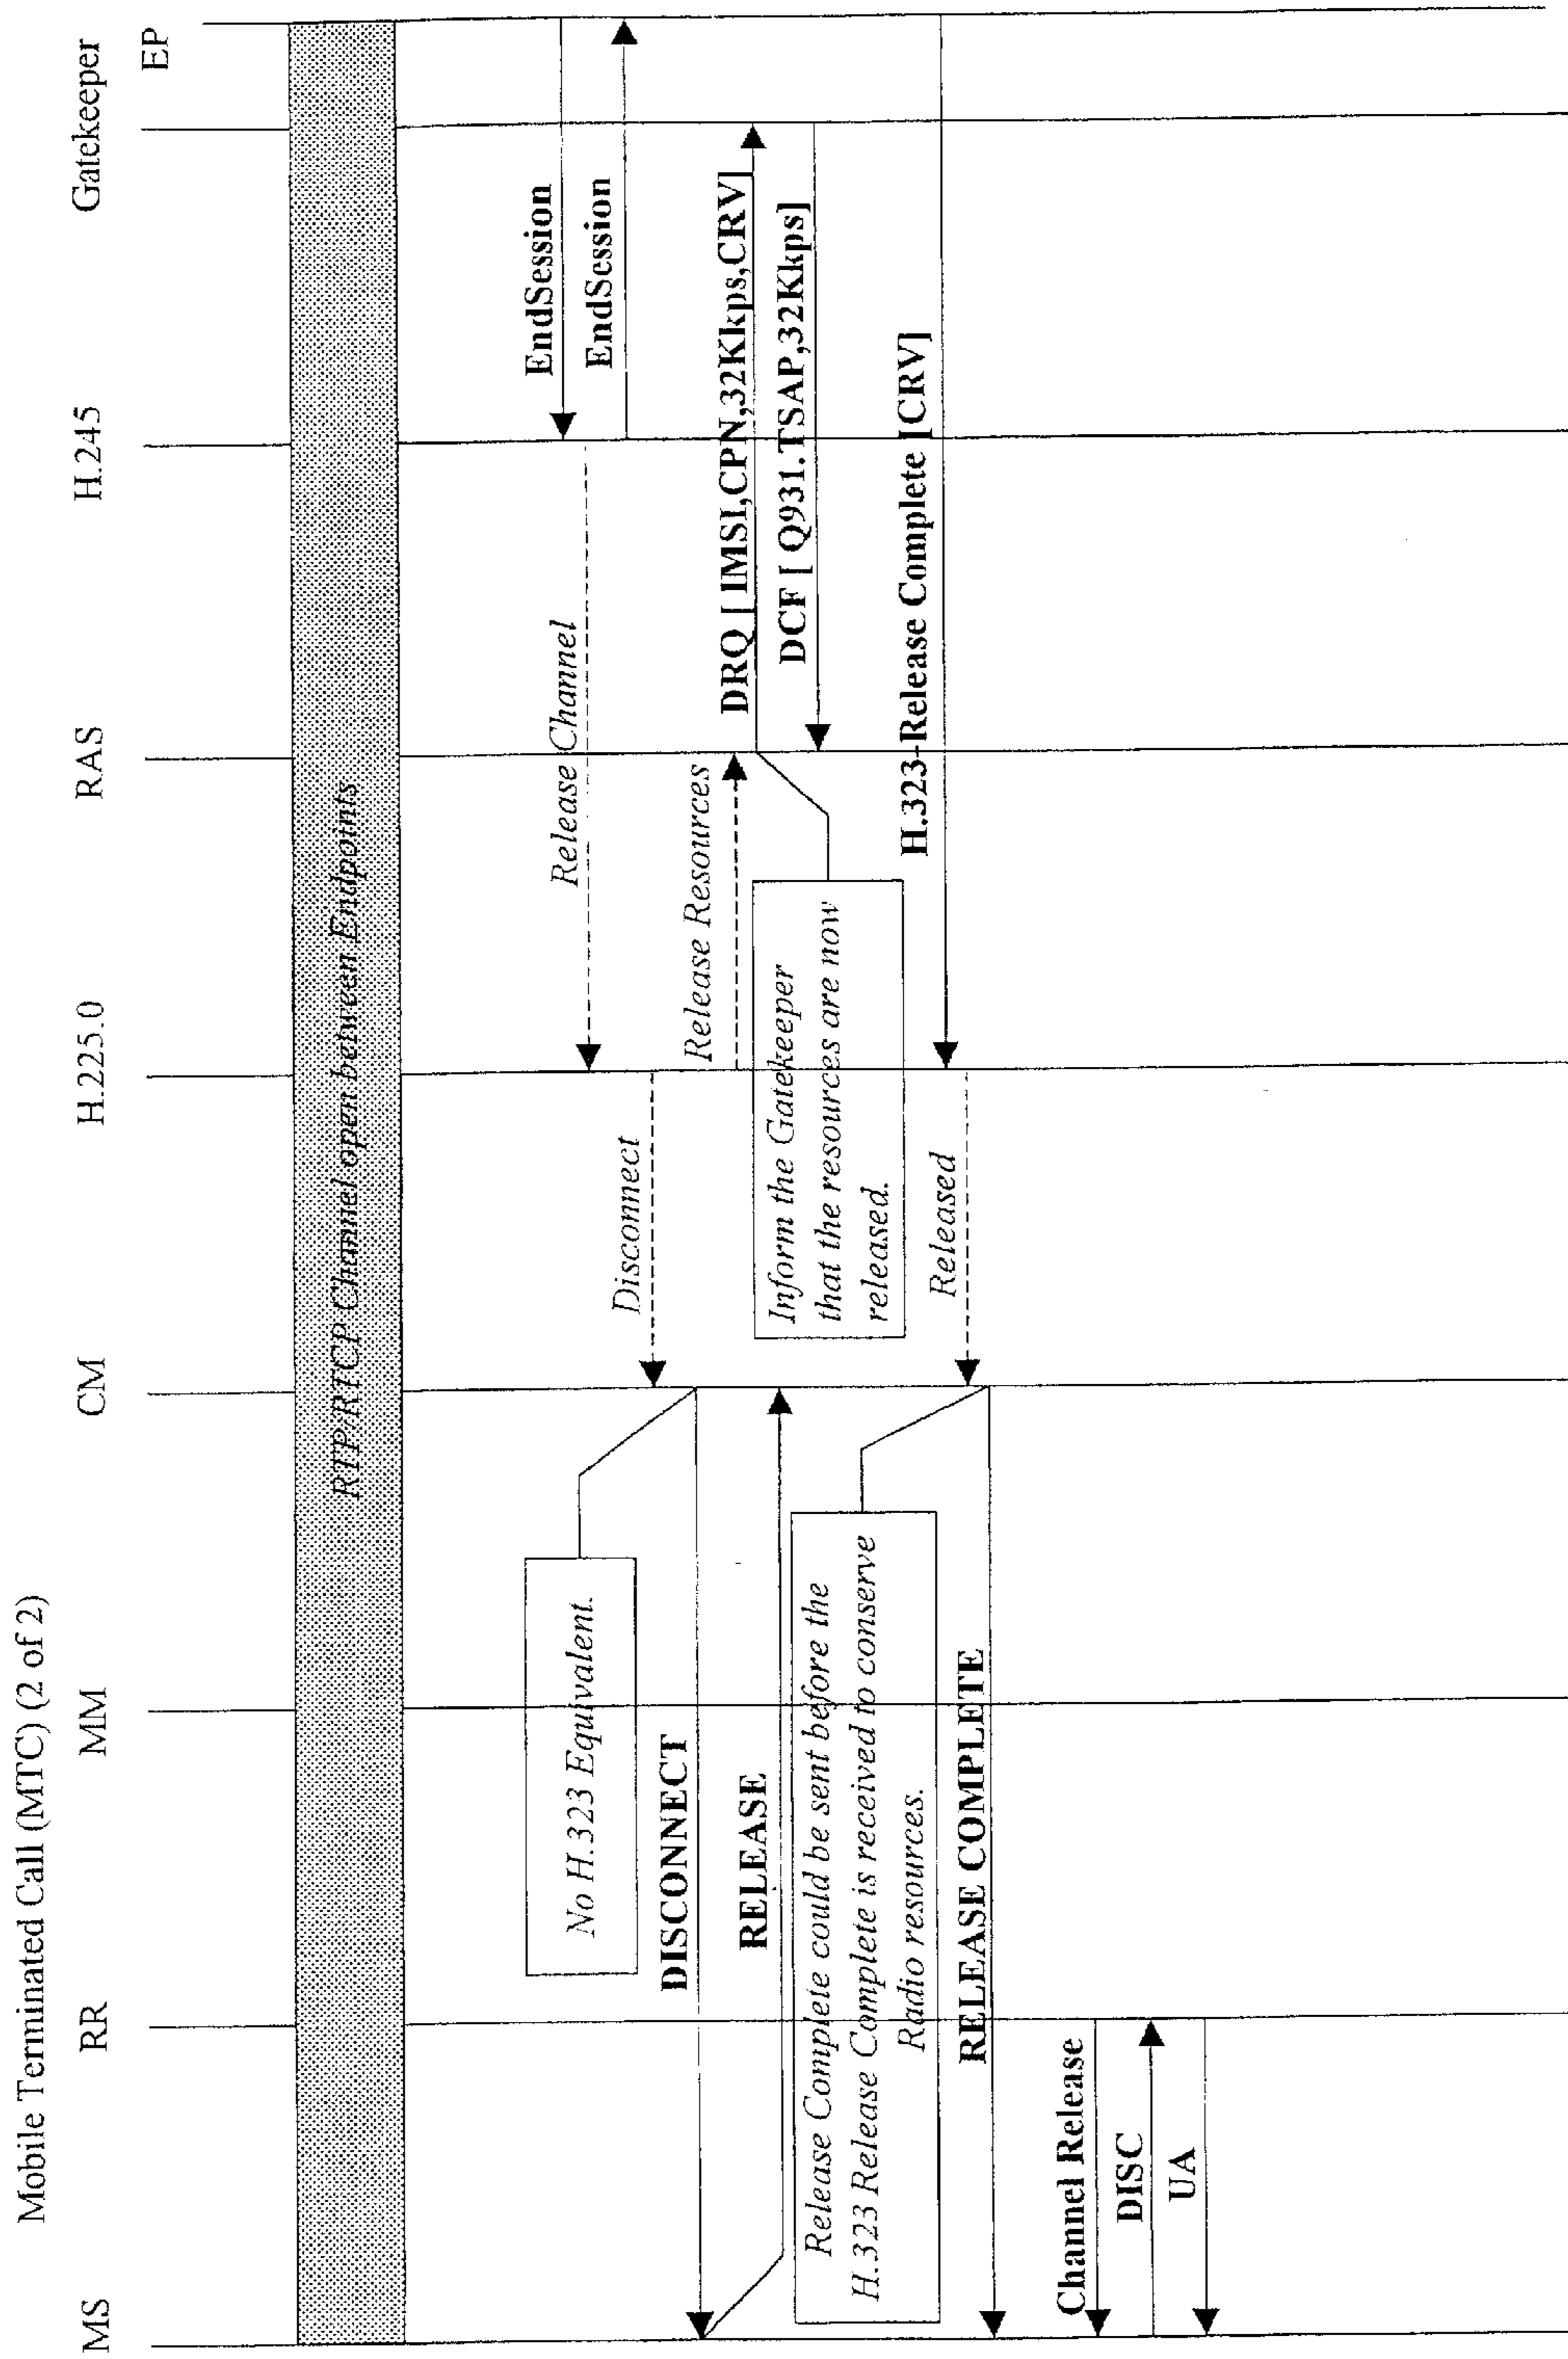 Mobile Terminated Call (MTC) (2 of 2)
MS
RR
MM
CM
H.225.0
RAS
H.245
Gatekeeper
EP
RTP/RTCP Channel open between Endpoints
EndSession
EndSession
Release Channel
No H.323 Equivalent.
Disconnect
DISCONNECT
Release Resources
DRQ [ IMSI,CPN,32Kkps,CRV]
RELEASE
DCF [ Q931.TSAP,32Kkps]
Inform the Gatekeeper
that the resources are now
released.
Release Complete could be sent before the
H.323 Release Complete is received to conserve
Radio resources.
H.323-Release Complete [CRV]
Released
RELEASE COMPLETE
Channel Release
DISC
UA